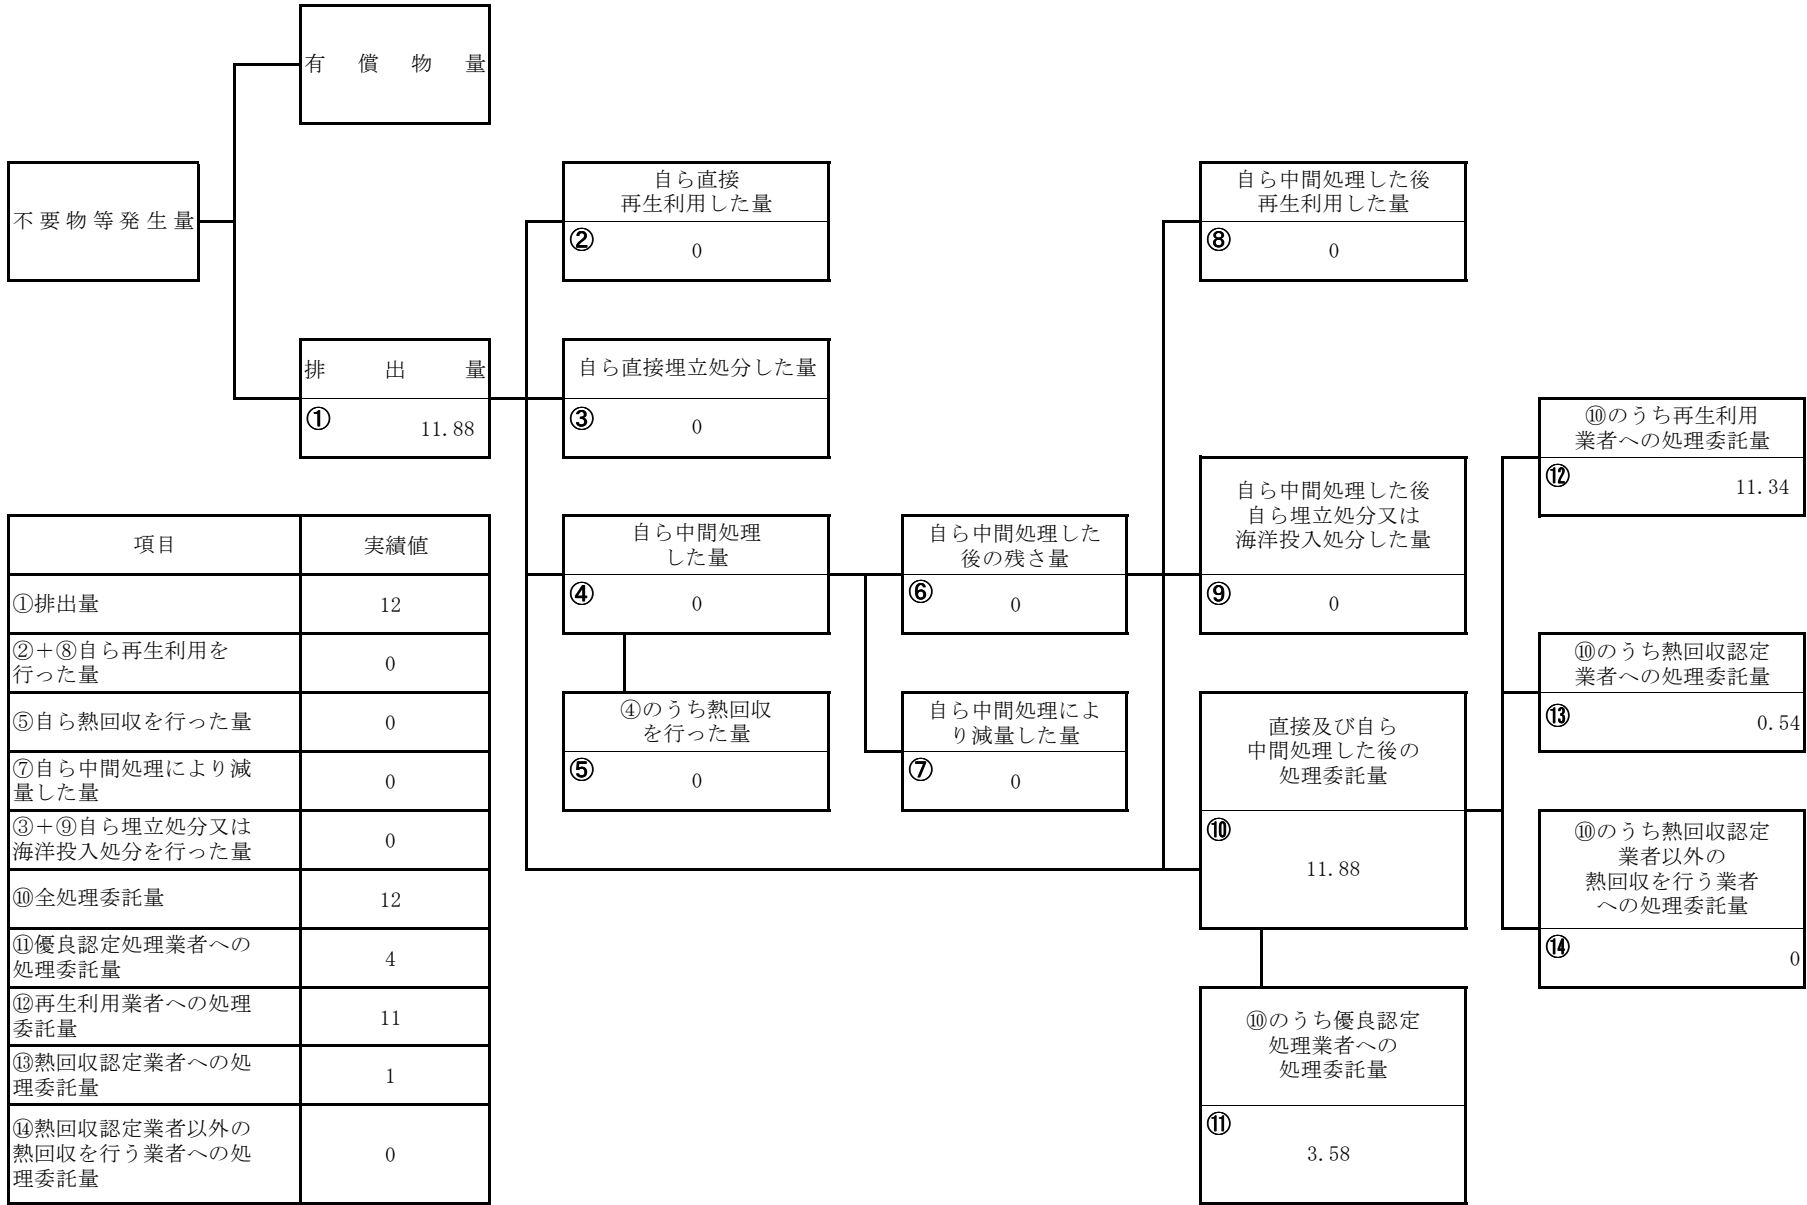 有償物量
不要物等発生量
排出量
①
11.88
自ら直接
再生利用した量
②
0
自ら直接埋立処分した量
③
0
自ら中間処理
した量
④
0
④のうち熱回収
を行った量
⑤
0
自ら中間処理した
後の残さ量
⑥
0
自ら中間処理によ
り減量した量
⑦
0
自ら中間処理した後
再生利用した量
⑧
0
自ら中間処理した後
自ら埋立処分又は
海洋投入処分した量
⑨
0
直接及び自ら
中間処理した後の
処理委託量
⑩
11.88
⑩のうち優良認定
処理業者への
処理委託量
⑪
3.58
⑩のうち再生利用
業者への処理委託量
⑫
11.34
⑩のうち熱回収認定
業者への処理委託量
⑬
0.54
⑩のうち熱回収認定
業者以外の
熱回収を行う業者
への処理委託量
⑭
0
項目 実績値
①排出量 12
②＋⑧自ら再生利用を
行った量 0
⑤自ら熱回収を行った量 0
⑦自ら中間処理により減
量した量 0
③＋⑨自ら埋立処分又は
海洋投入処分を行った量 0
⑩全処理委託量 12
⑪優良認定処理業者への
処理委託量 4
⑫再生利用業者への処理
委託量 11
⑬熱回収認定業者への処
理委託量 1
⑭熱回収認定業者以外の
熱回収を行う業者への処
理委託量 0